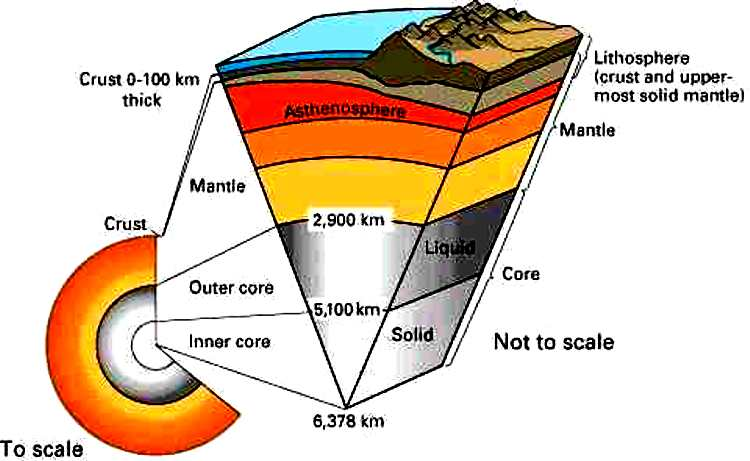 Crust 0-100 km
thick
Lithosphere
(crust and upper-
most solid mantle)
Asthenosphere
Mantle
Mantle
Crust
2,900 km
Liquid
Core
Outer core
5,100 km
Inner core
Solid
Not to scale
6,378 km
To scale